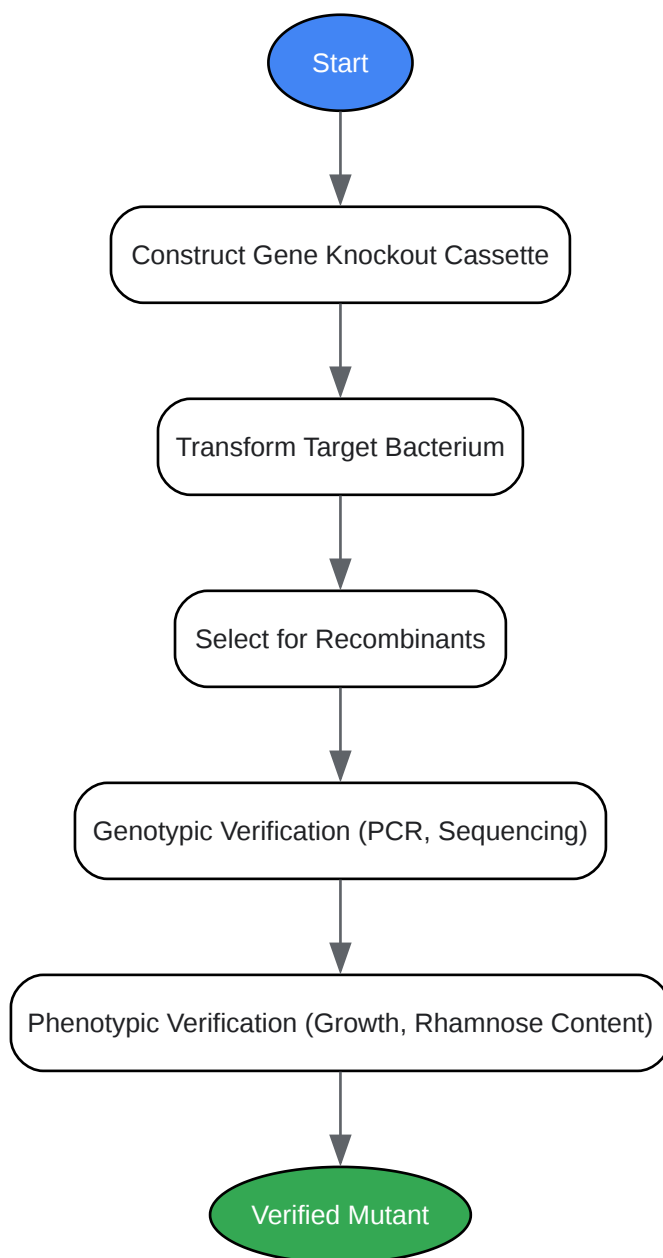 Start
Construct Gene Knockout Cassette
Transform Target Bacterium
Select for Recombinants
Genotypic Verification (PCR, Sequencing)
Phenotypic Verification (Growth, Rhamnose Content)
Verified Mutant